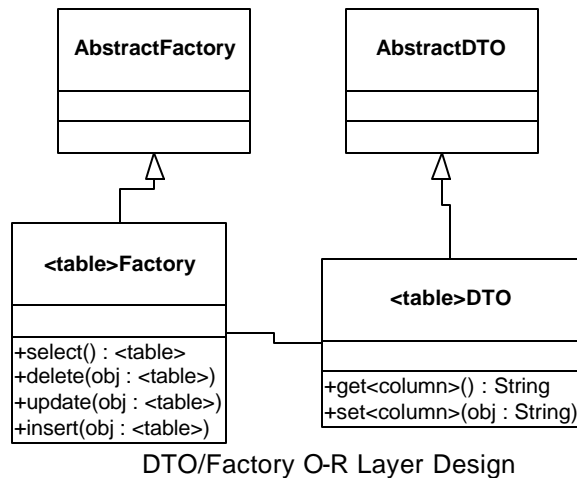 AbstractFactory
AbstractDTO
<table>Factory
+select() : <table>
+delete(obj : <table>)
+update(obj : <table>)
+insert(obj : <table>)
<table>DTO
+get<column>() : String
+set<column>(obj : String)
DTO/Factory O-R Layer Design